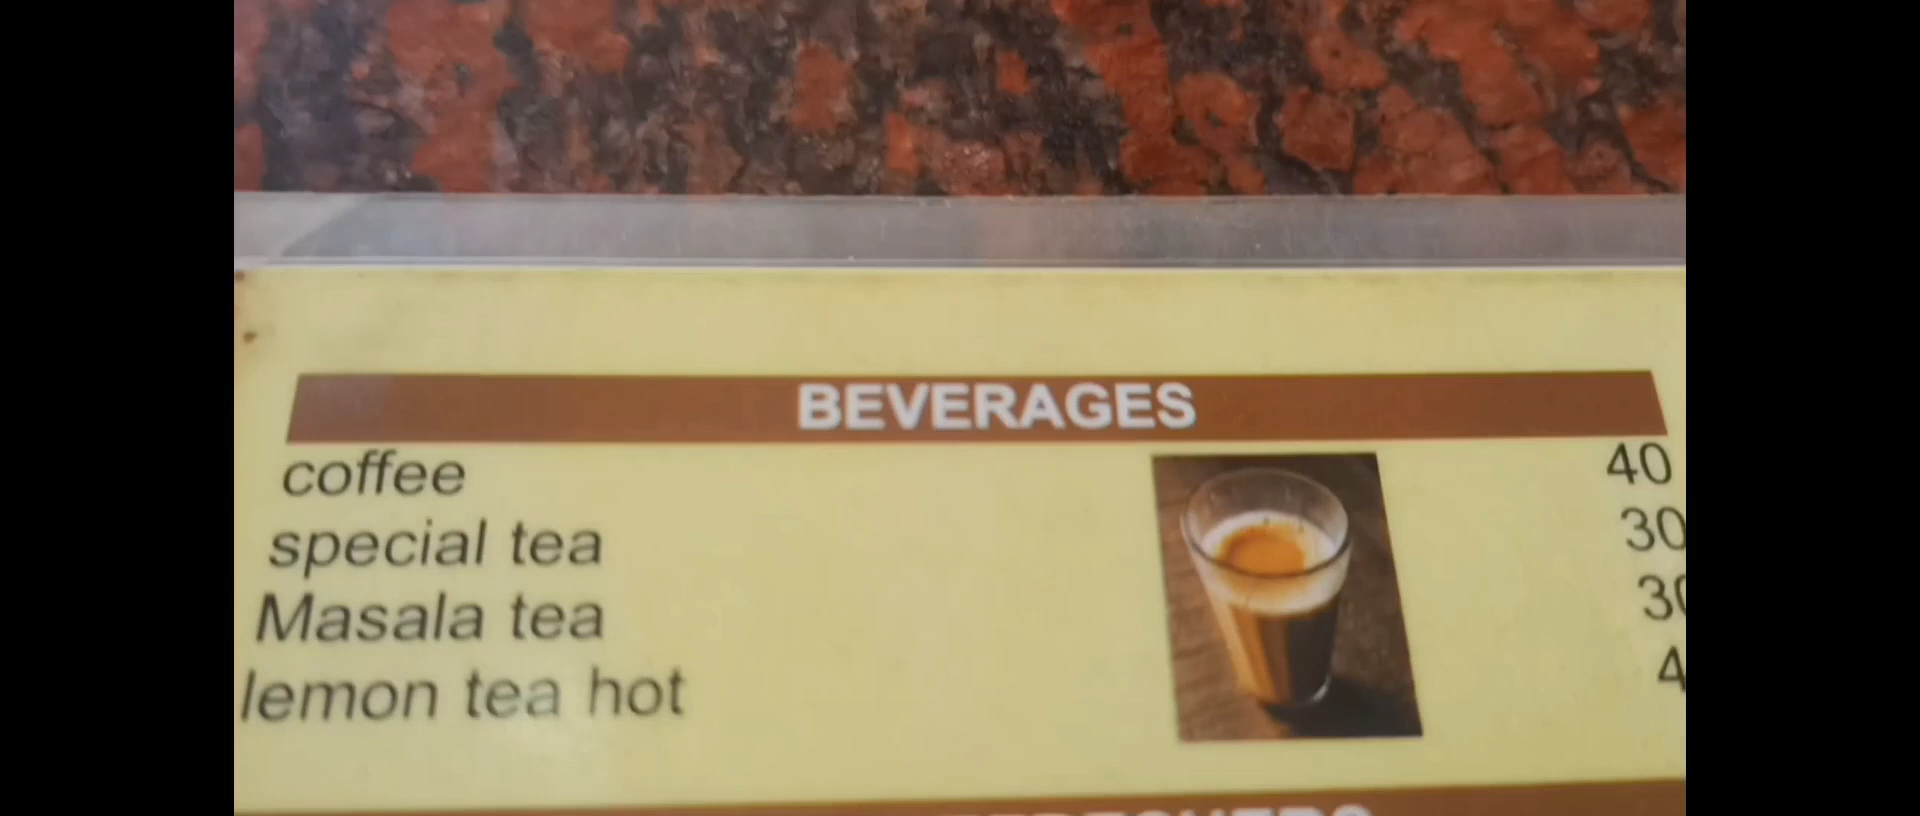 BEVERAGES
coffee 40
special tea 30
Masala tea
lemon tea hot